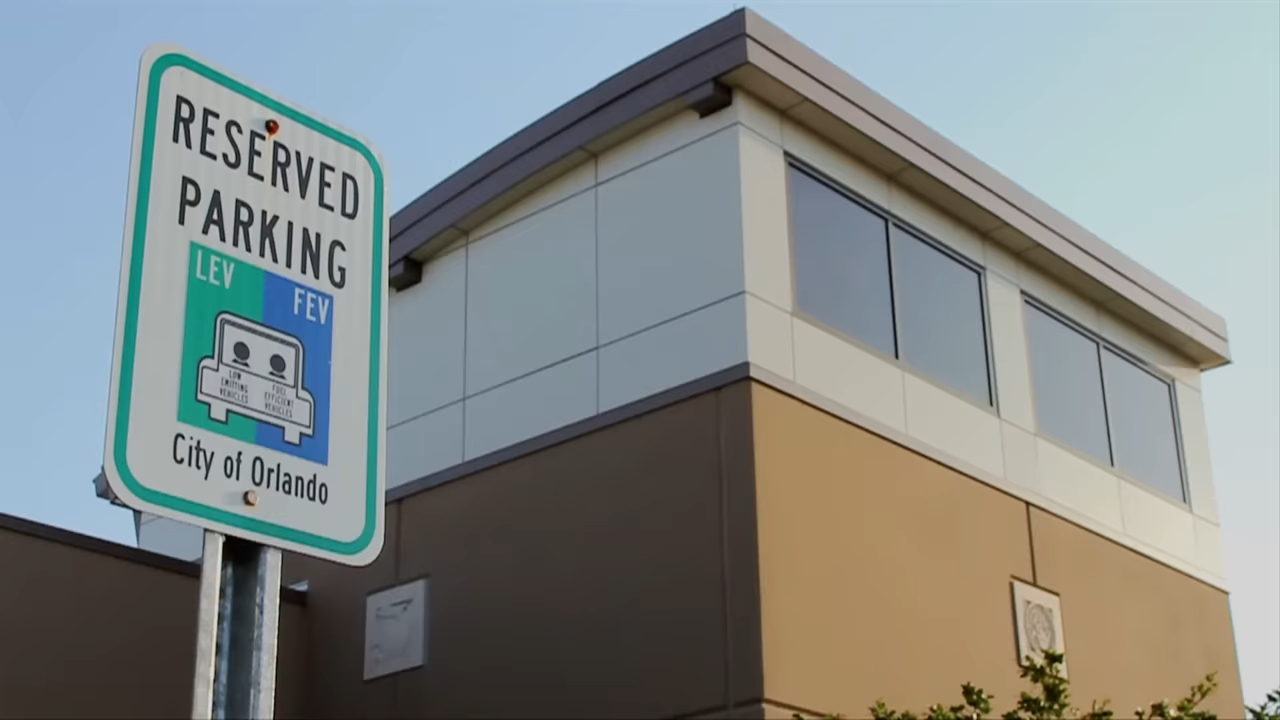 RESERVED
PARKING
LEV
FEV
LOW
EMITTING
VEHICLES
FUEL
EFFICIENT
VEHICLES
City of Orlando